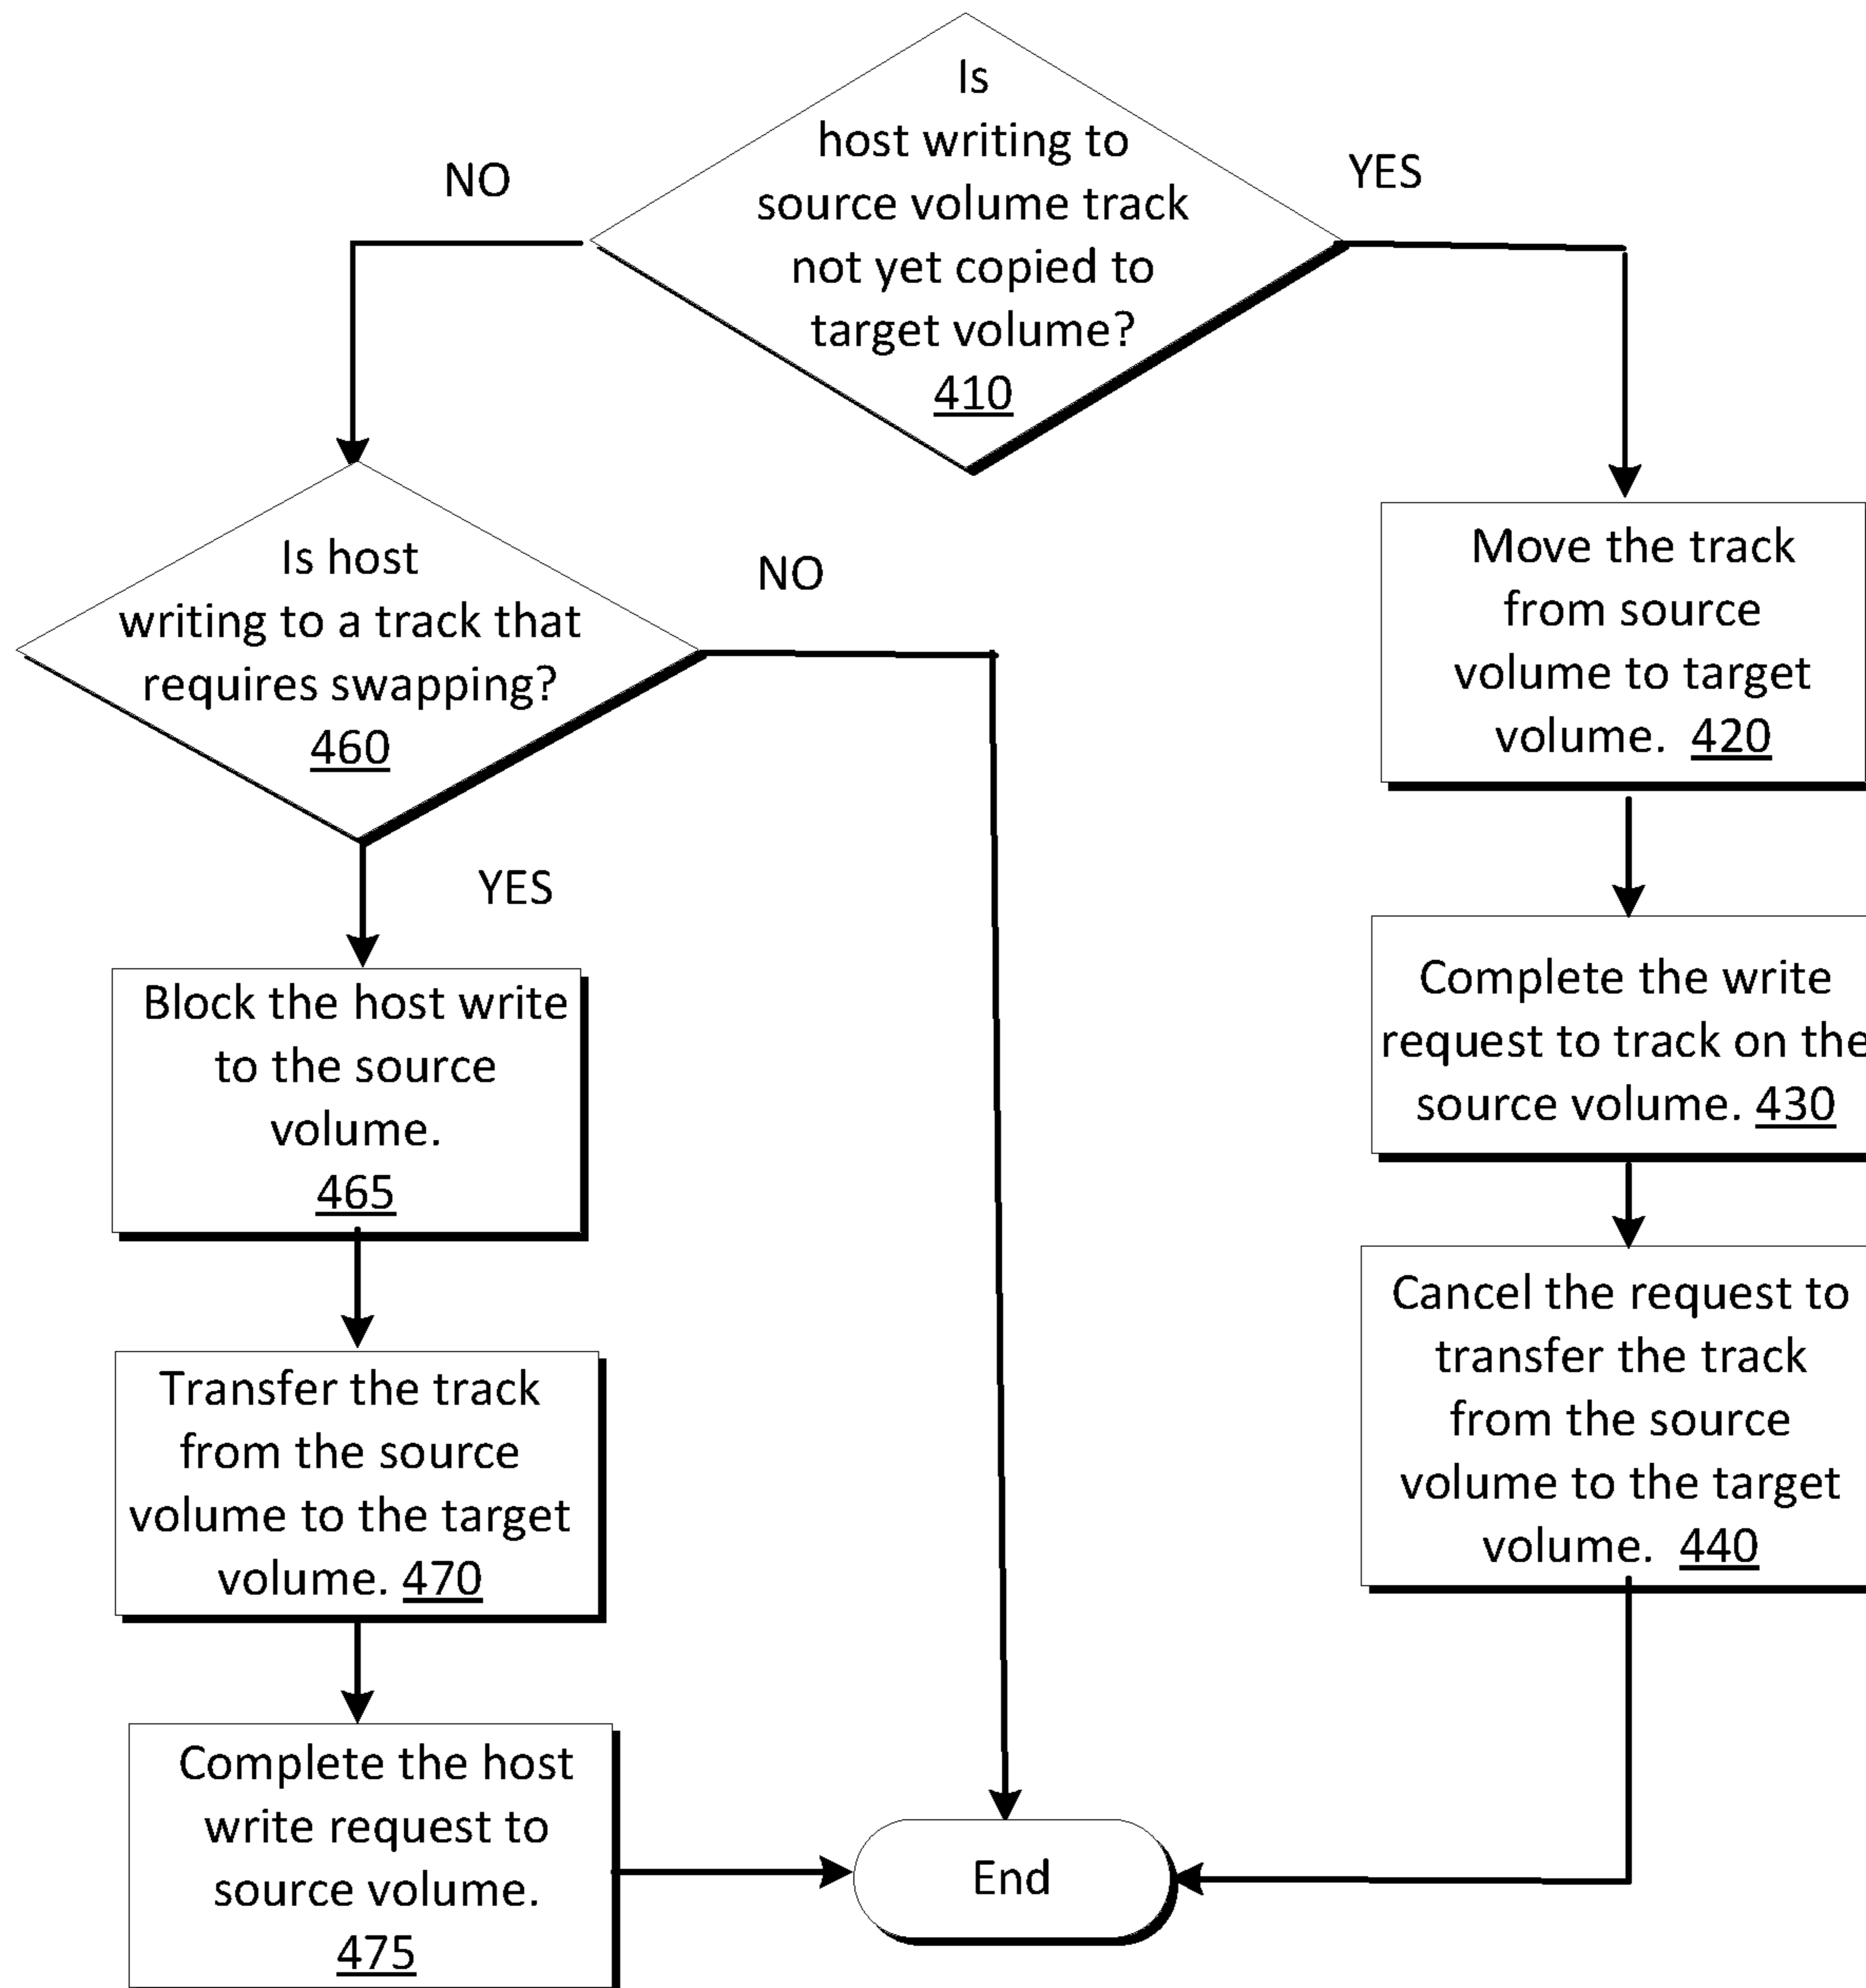 Is
host writing to
source volume track
not yet copied to
target volume?
410
NO
YES
Is host
writing to a track that
requires swapping?
460
NO
YES
Move the track
from source
volume to target
volume. 420
Complete the write
request to track on the
source volume. 430
Cancel the request to
transfer the track
from the source
volume to the target
volume. 440
Block the host write
to the source
volume.
465
Transfer the track
from the source
volume to the target
volume. 470
Complete the host
write request to
source volume.
475
End